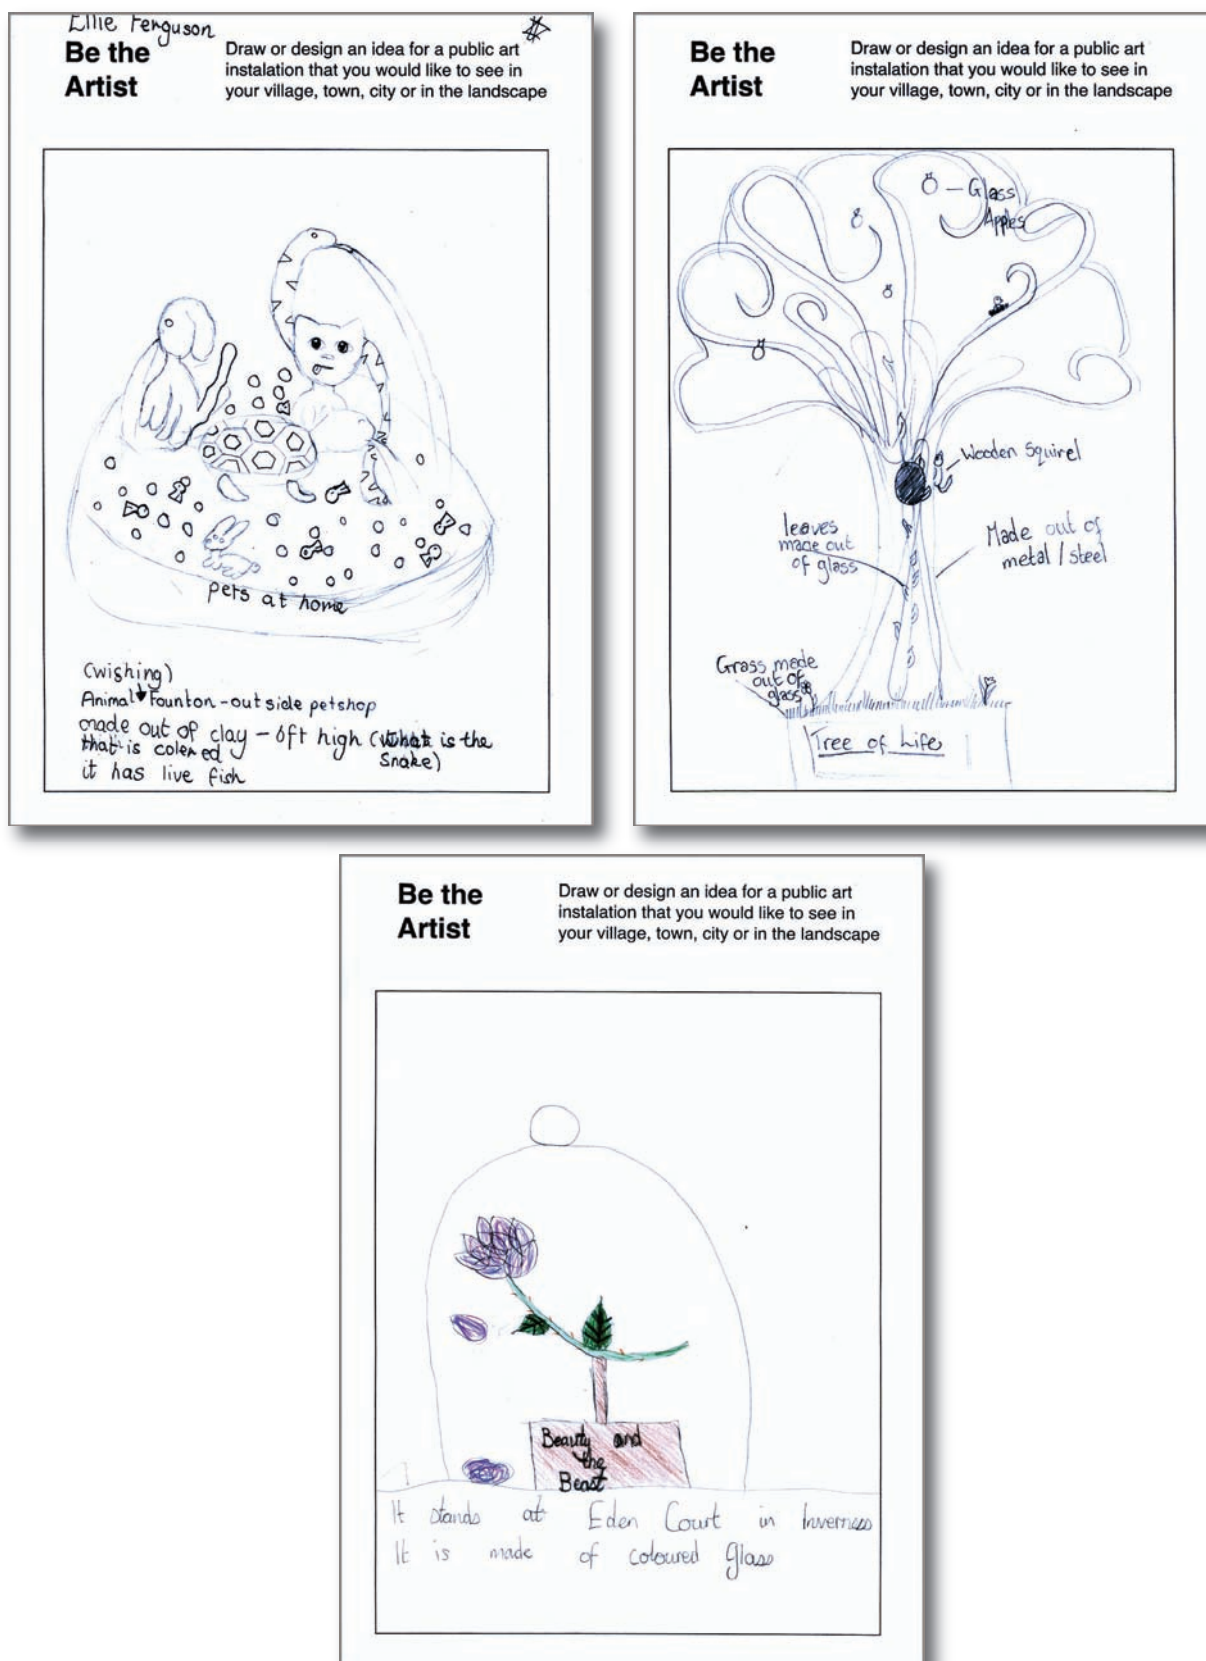 Ellie Ferguson
Be the
Artist
Draw or design an idea for a public art
instalation that you would like to see in
your village, town, city or in the landscape
pets at home
(wishing)
Animal Founton - out side petshop
made out of clay - 6ft high (what is the
that is colered
Snake)
it has live fish
Be the
Artist
Draw or design an idea for a public art
instalation that you would like to see in
your village, town, city or in the landscape
Glass
Apples
Wooden Squirrel
leaves
made out
of glass
Made out of
metal / steel
Grass made
out of
glass
Tree of Life
Be the
Artist
Draw or design an idea for a public art
instalation that you would like to see in
your village, town, city or in the landscape
Beauty and
the
Beast
It stands at Eden Court in Inverness
It is made of coloured Glass